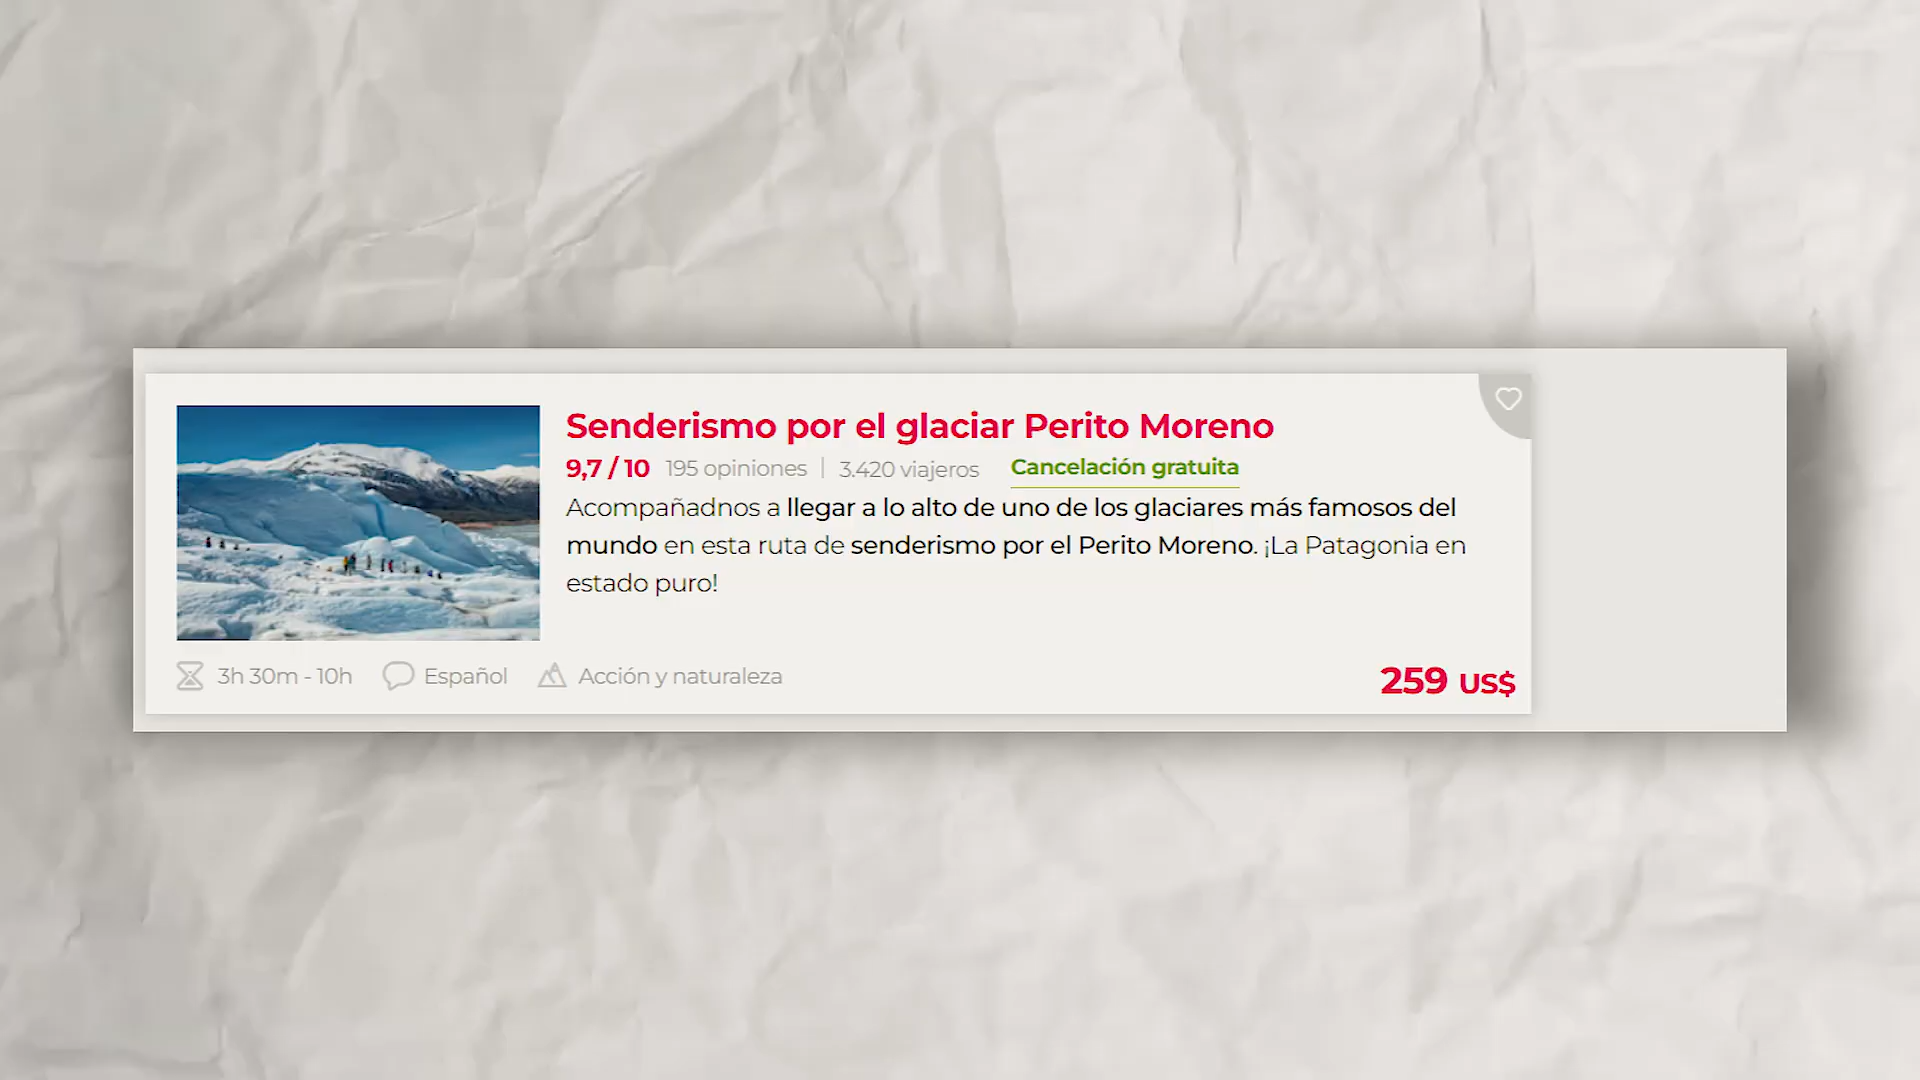 Senderismo por el glaciar Perito Moreno
9,7 / 10 195 opiniones | 3.420 viajeros Cancelación gratuita
Acompañadnos a llegar a lo alto de uno de los glaciares más famosos del
mundo en esta ruta de senderismo por el Perito Moreno. ¡La Patagonia en
estado puro!
3h 30m - 10h Español Acción y naturaleza 259 US$